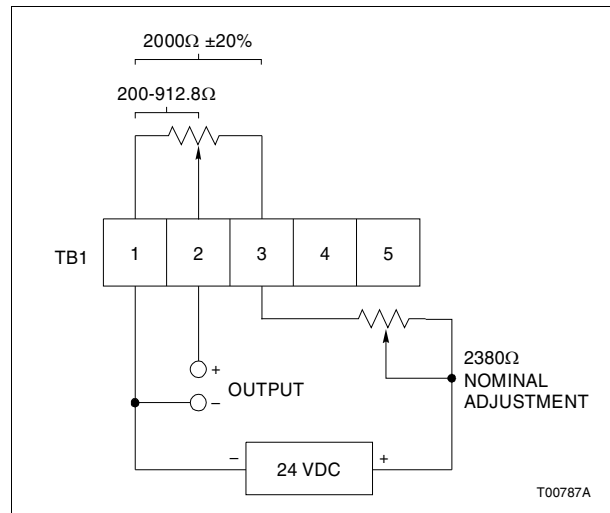 2000Ω ±20%
200-912.8Ω
TB1
1 2 3 4 5
+
OUTPUT
–
2380Ω
NOMINAL
ADJUSTMENT
– 24 VDC +
T00787A